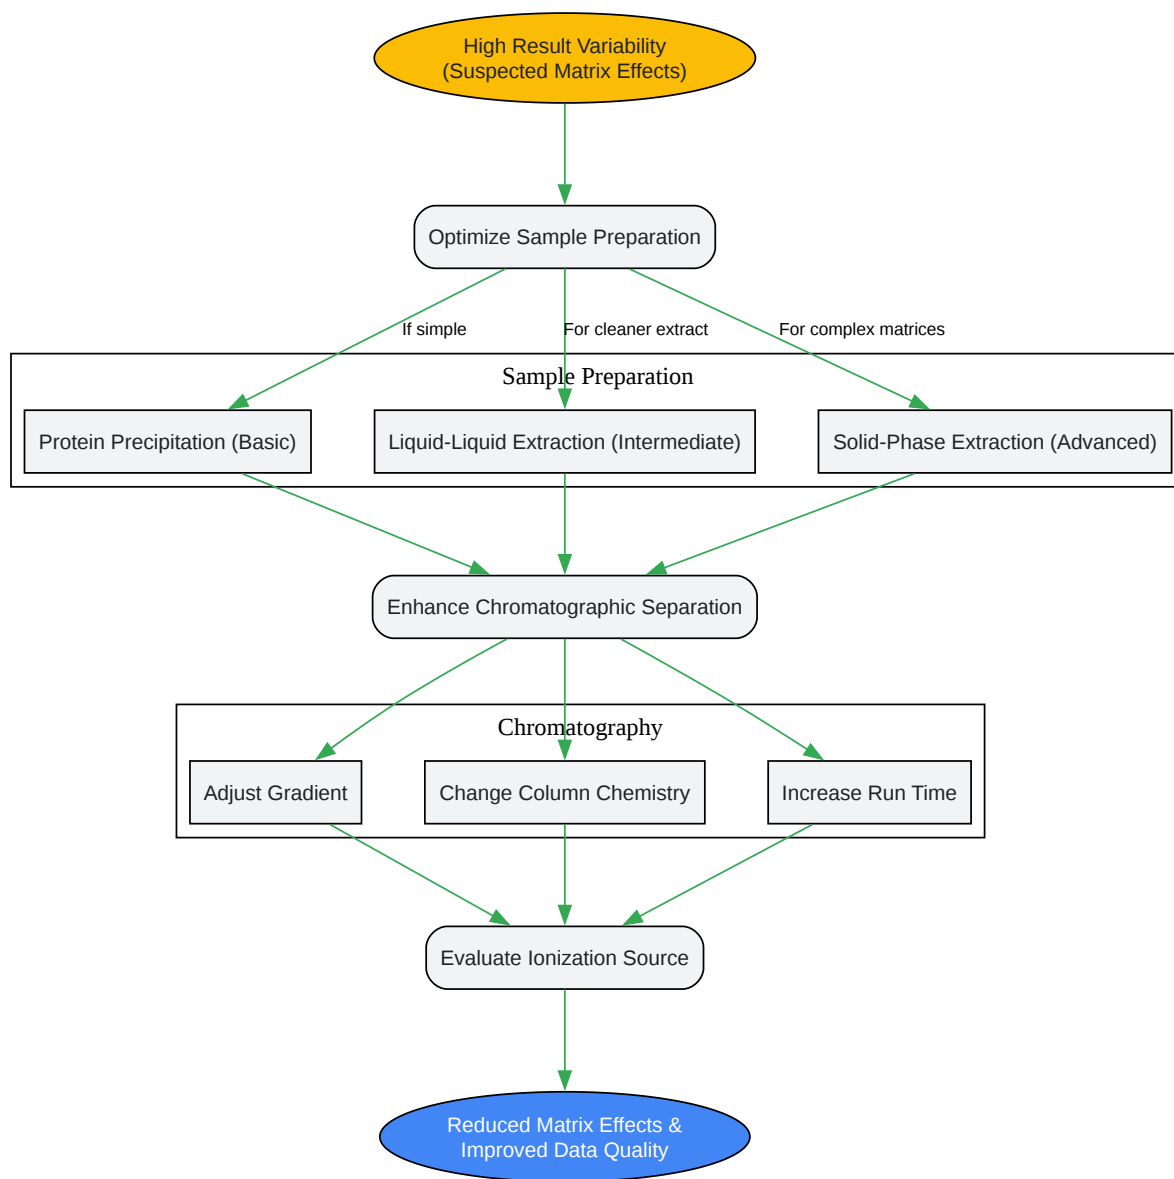 High Result Variability
(Suspected Matrix Effects)
Optimize Sample Preparation
If simple
For cleaner extract
For complex matrices
Sample Preparation
Protein Precipitation (Basic)
Liquid-Liquid Extraction (Intermediate)
Solid-Phase Extraction (Advanced)
Enhance Chromatographic Separation
Chromatography
Adjust Gradient
Change Column Chemistry
Increase Run Time
Evaluate Ionization Source
Reduced Matrix Effects &
Improved Data Quality